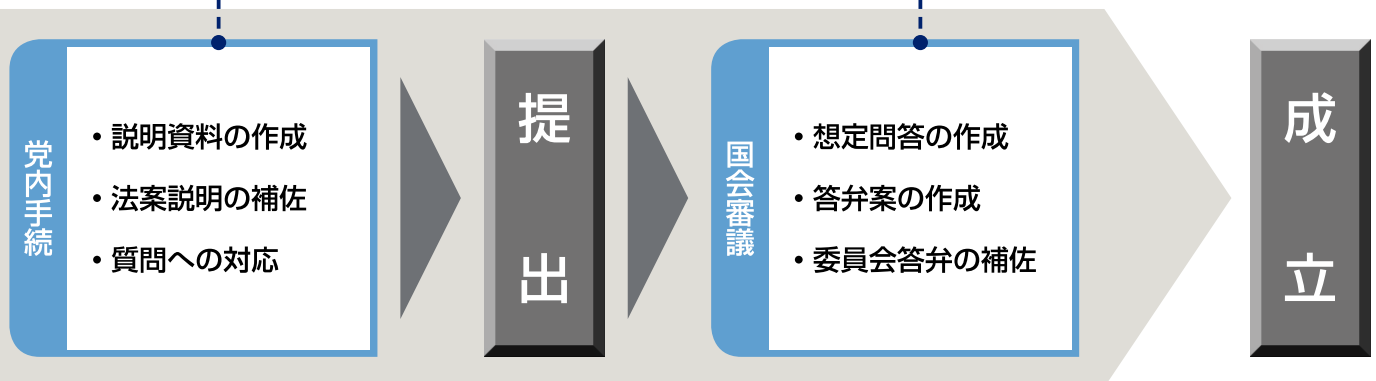 党内手続
・説明資料の作成
・法案説明の補佐
・質問への対応
提出
国会審議
・想定問答の作成
・答弁案の作成
・委員会答弁の補佐
成立